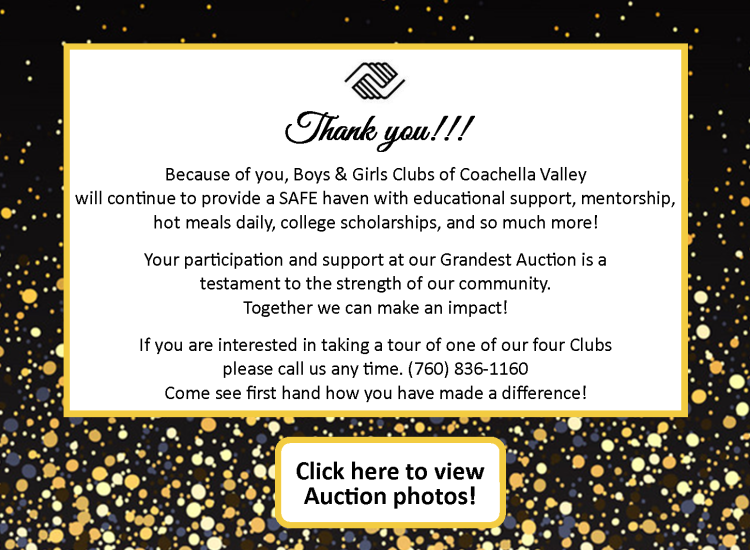 Thank you!!!
Because of you, Boys & Girls Clubs of Coachella Valley
will continue to provide a SAFE haven with educational support, mentorship,
hot meals daily, college scholarships, and so much more!
Your participation and support at our Grandest Auction is a
testament to the strength of our community.
Together we can make an impact!
If you are interested in taking a tour of one of our four Clubs
please call us any time. (760) 836-1160
Come see first hand how you have made a difference!
Click here to view
Auction photos!